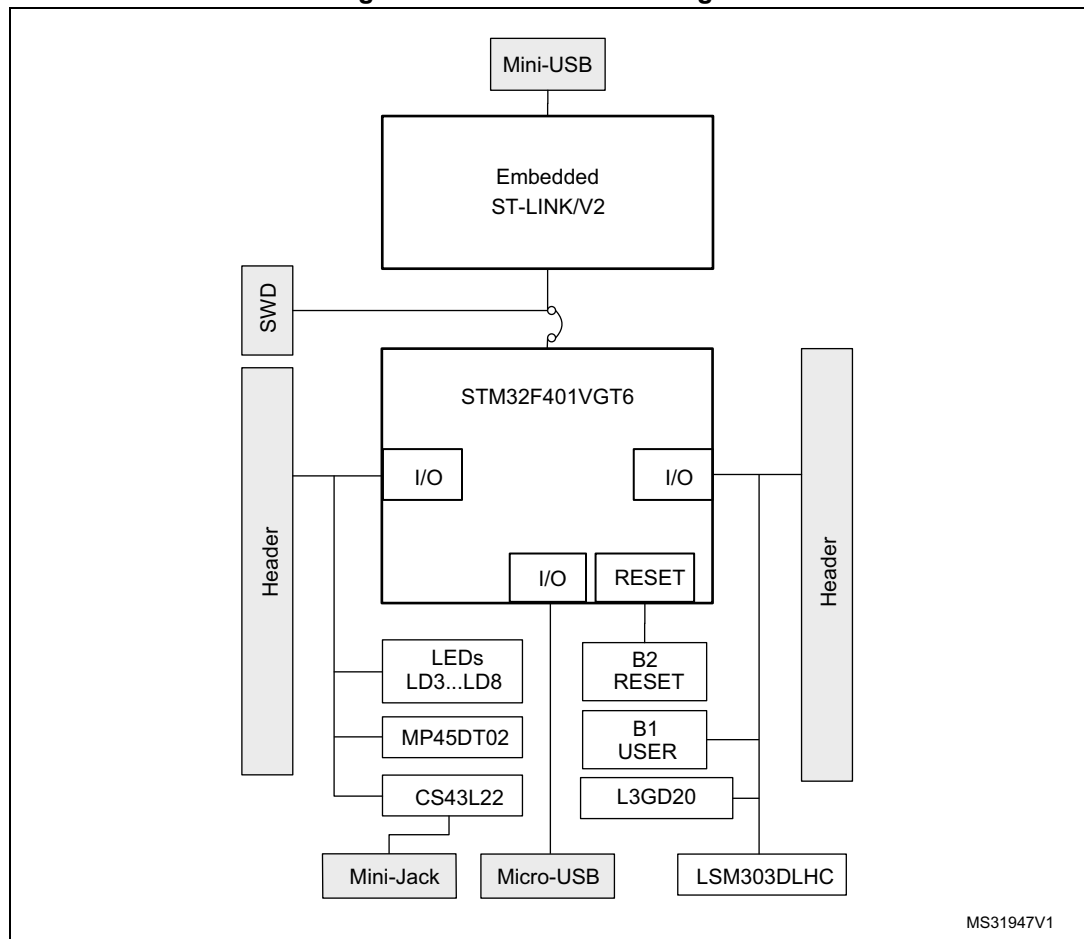 Mini-USB
Embedded
ST-LINK/V2
SWD
STM32F401VGT6
I/O
I/O
Header
Header
I/O
RESET
LEDs
LD3...LD8
B2
RESET
MP45DT02
B1
USER
CS43L22
L3GD20
Mini-Jack
Micro-USB
LSM303DLHC
MS31947V1